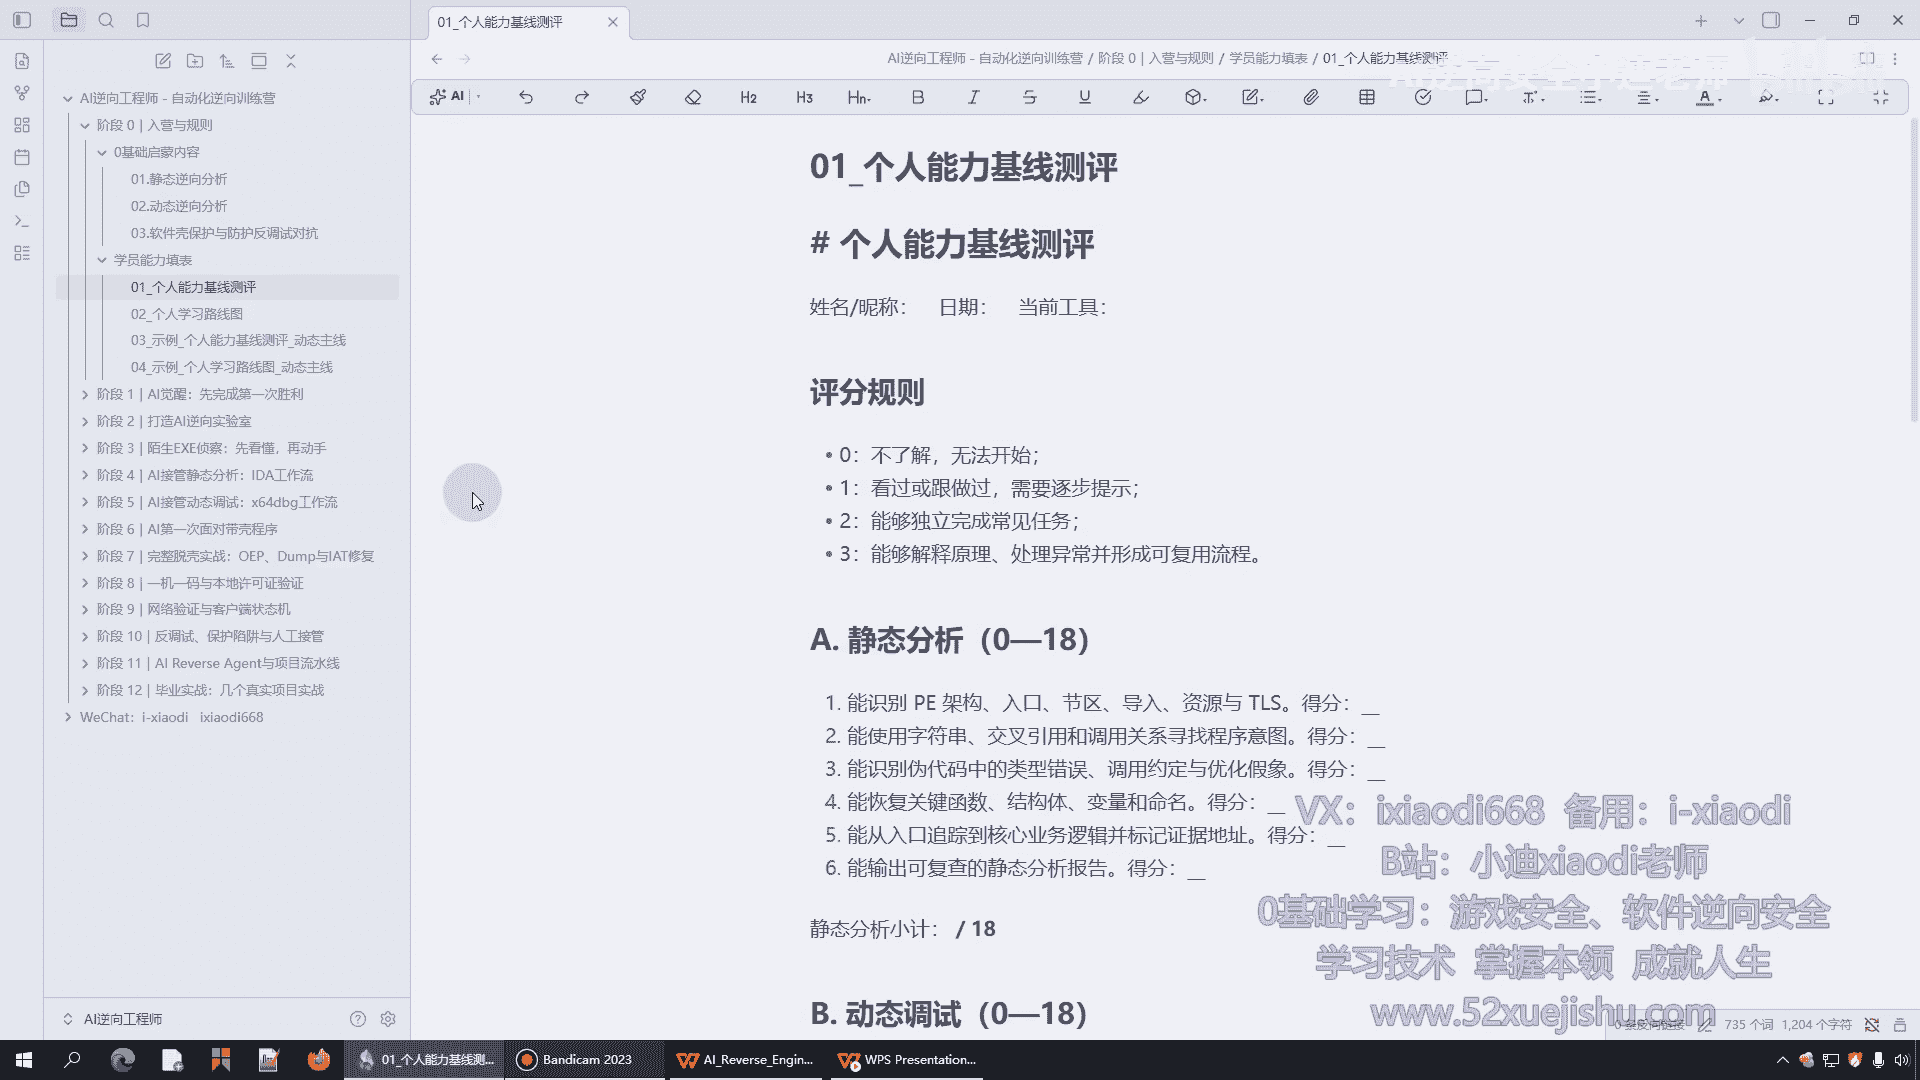 01_个人能力基线测评
AI逆向工程师 - 自动化逆向训练营 / 阶段 0 | 入营与规则 / 学员能力填表 / 01_个人能力基线测评
AI
H2
H3
Hn
B
I
S
U
A
AI逆向工程师 - 自动化逆向训练营
阶段 0 | 入营与规则
0基础启蒙内容
01.静态逆向分析
02.动态逆向分析
03.软件壳保护与防护反调试对抗
学员能力填表
01_个人能力基线测评
02_个人学习路线图
03_示例_个人能力基线测评_动态主线
04_示例_个人学习路线图_动态主线
阶段 1 | AI觉醒：先完成第一次胜利
阶段 2 | 打造AI逆向实验室
阶段 3 | 陌生EXE侦察：先看懂，再动手
阶段 4 | AI接管静态分析：IDA工作流
阶段 5 | AI接管动态调试：x64dbg工作流
阶段 6 | AI第一次面对带壳程序
阶段 7 | 完整脱壳实战：OEP、Dump与IAT修复
阶段 8 | 一机一码与本地许可证验证
阶段 9 | 网络验证与客户端状态机
阶段 10 | 反调试、保护陷阱与人工接管
阶段 11 | AI Reverse Agent与项目流水线
阶段 12 | 毕业实战：几个真实项目实战
WeChat: i-xiaodi ixiaodi668
AI逆向工程师
01_个人能力基线测评
# 个人能力基线测评
姓名/昵称： 日期： 当前工具：
评分规则
• 0：不了解，无法开始；
• 1：看过或跟做过，需要逐步提示；
• 2：能够独立完成常见任务；
• 3：能够解释原理、处理异常并形成可复用流程。
A. 静态分析（0—18）
1. 能识别 PE 架构、入口、节区、导入、资源与 TLS。得分：__
2. 能使用字符串、交叉引用和调用关系寻找程序意图。得分：__
3. 能识别伪代码中的类型错误、调用约定与优化假象。得分：__
4. 能恢复关键函数、结构体、变量和命名。得分：__
5. 能从入口追踪到核心业务逻辑并标记证据地址。得分：__
6. 能输出可复查的静态分析报告。得分：__
静态分析小计： / 18
B. 动态调试（0—18）
VX：ixiaodi668 备用：i-xiaodi
B站：小迪xiaodi老师
0基础学习：游戏安全、软件逆向安全
学习技术 掌握本领 成就人生
www.52xuejishu.com
735 个词 1,204 个字符
01_个人能力基线测...
Bandicam 2023
AI_Reverse_Engin...
WPS Presentation...